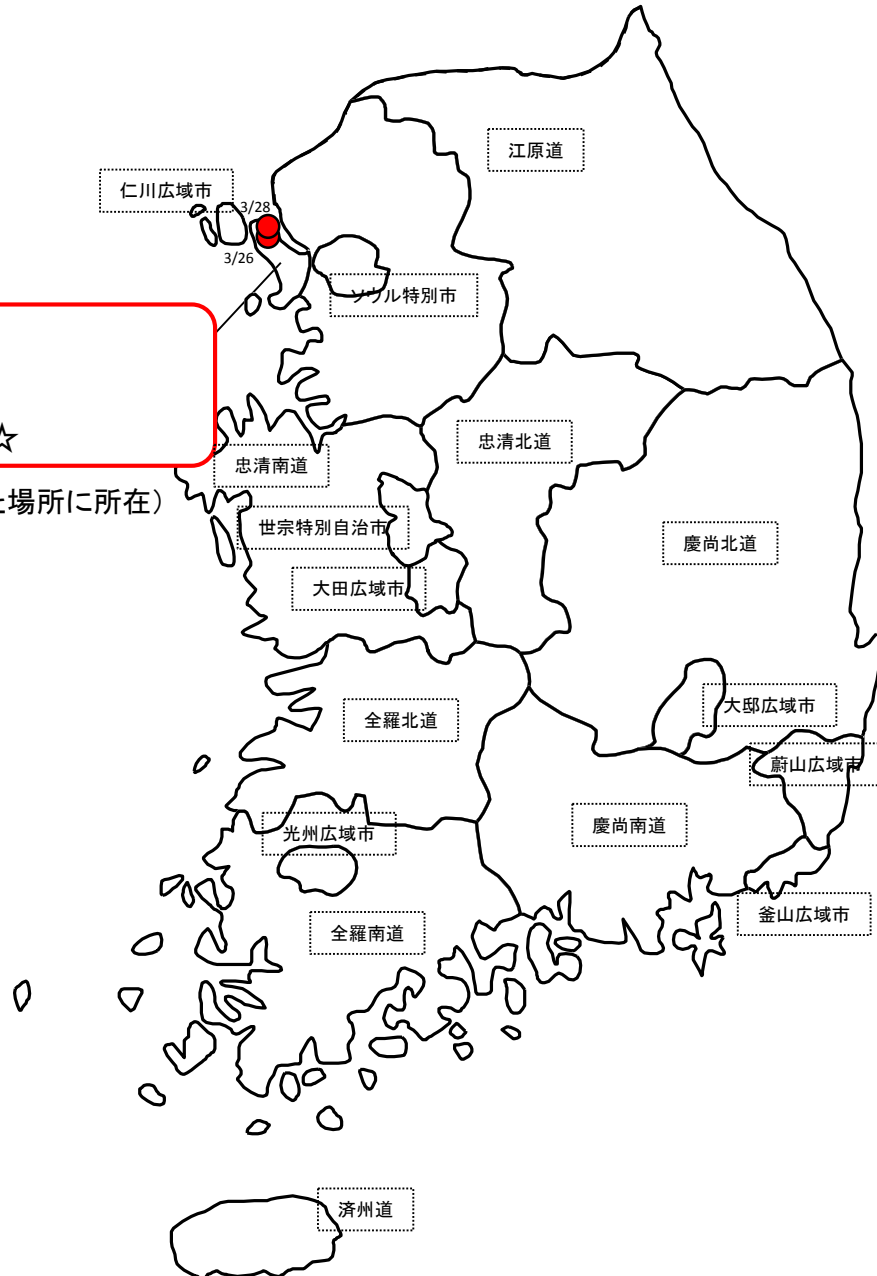 江原道
仁川広域市
3/28
3/26
ソウル特別市
☆
忠清北道
忠清南道
た場所に所在）
世宗特別自治市
慶尚北道
大田広域市
大邱広域市
全羅北道
蔚山広域市
光州広域市
慶尚南道
釜山広域市
全羅南道
済州道